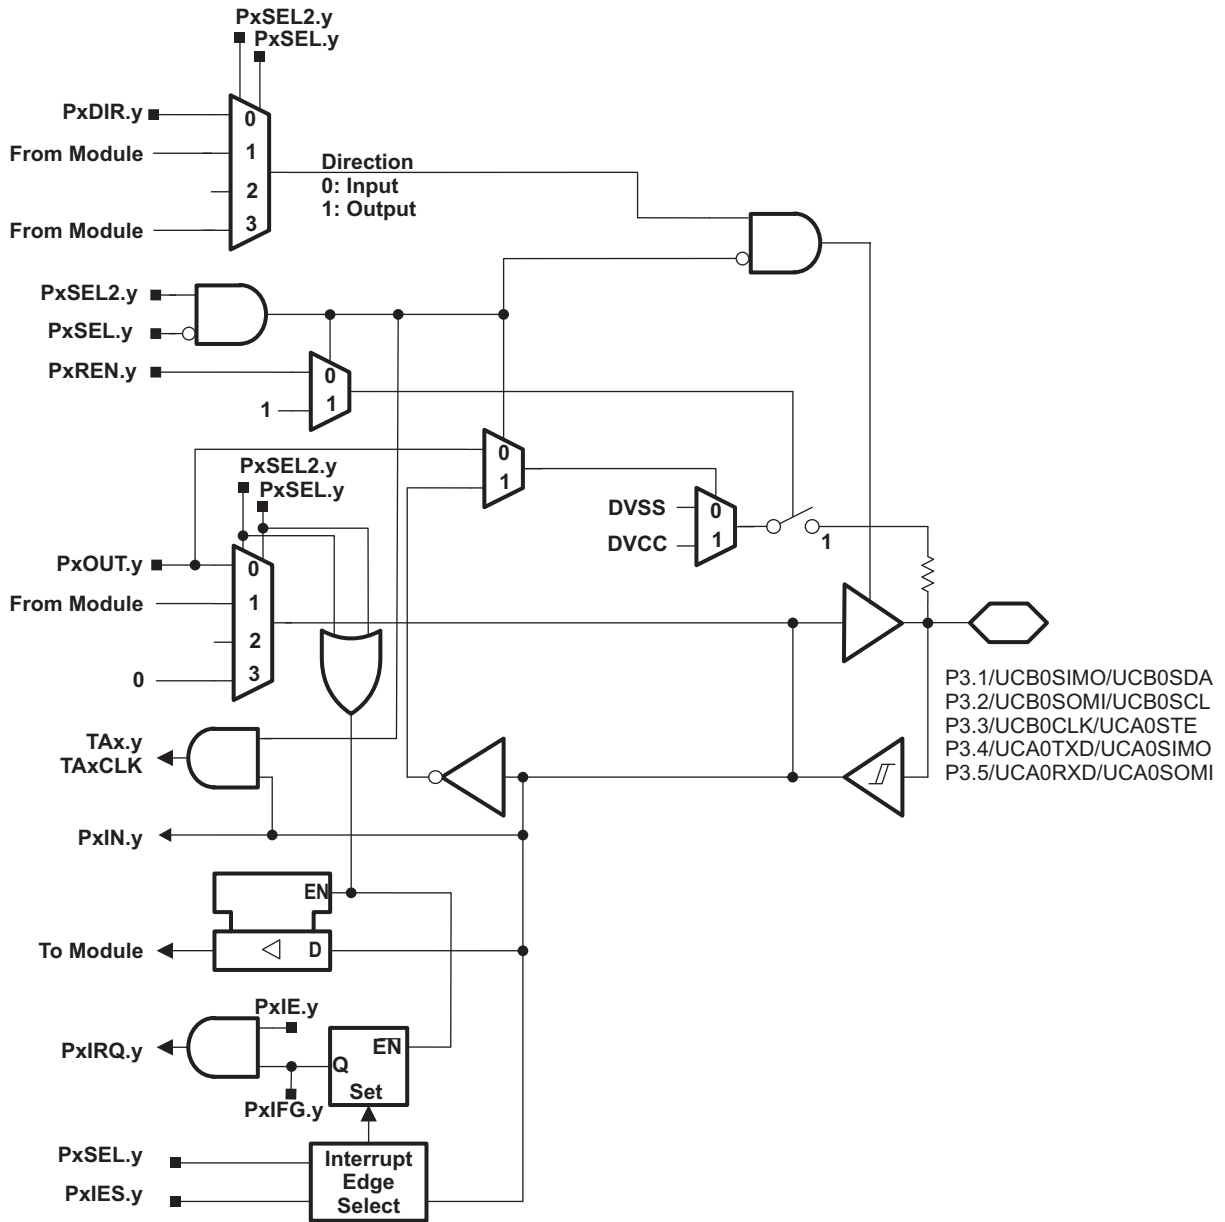 PxSEL2.y
PxSEL.y
PxDIR.y
0
From Module
1
2
From Module
3
Direction
0: Input
1: Output
PxSEL2.y
PxSEL.y
PxREN.y
0
1
1
0
1
PxSEL2.y
PxSEL.y
DVSS
0
DVCC
1
1
PxOUT.y
0
From Module
1
2
0
3
P3.1/UCB0SIMO/UCB0SDA
P3.2/UCB0SOMI/UCB0SCL
P3.3/UCB0CLK/UCA0STE
P3.4/UCA0TXD/UCA0SIMO
P3.5/UCA0RXD/UCA0SOMI
TAx.y
TAxCLK
PxIN.y
EN
To Module
D
PxIE.y
PxIRQ.y
EN
Q
Set
PxIFG.y
PxSEL.y
PxIES.y
Interrupt
Edge
Select